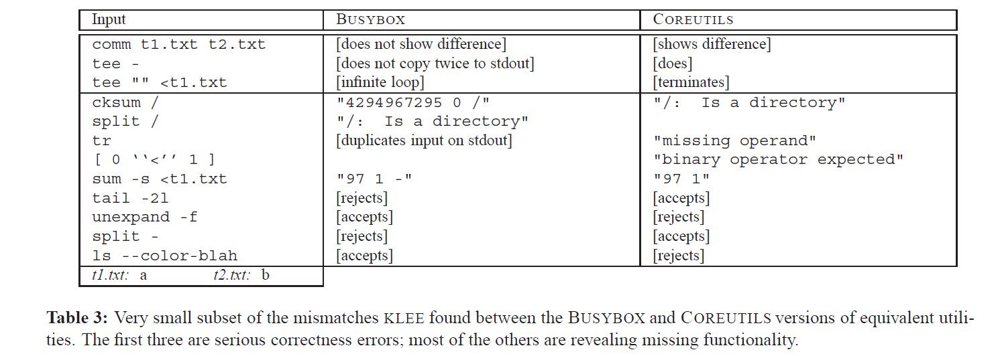 Input BUSYBOX COREUTILS
comm t1.txt t2.txt [does not show difference] [shows difference]
tee - [does not copy twice to stdout] [does]
tee "" <t1.txt [infinite loop] [terminates]
cksum / "4294967295 0 /" "/: Is a directory"
split / "/: Is a directory"
tr [duplicates input on stdout] "missing operand"
[ 0 ‘‘<’’ 1 ] "binary operator expected"
sum -s <t1.txt "97 1 -" "97 1"
tail -2l [rejects] [accepts]
unexpand -f [accepts] [rejects]
split - [rejects] [accepts]
ls --color-blah [accepts] [rejects]
t1.txt: a t2.txt: b
Table 3: Very small subset of the mismatches KLEE found between the BUSYBOX and COREUTILS versions of equivalent utili-
ties. The first three are serious correctness errors; most of the others are revealing missing functionality.